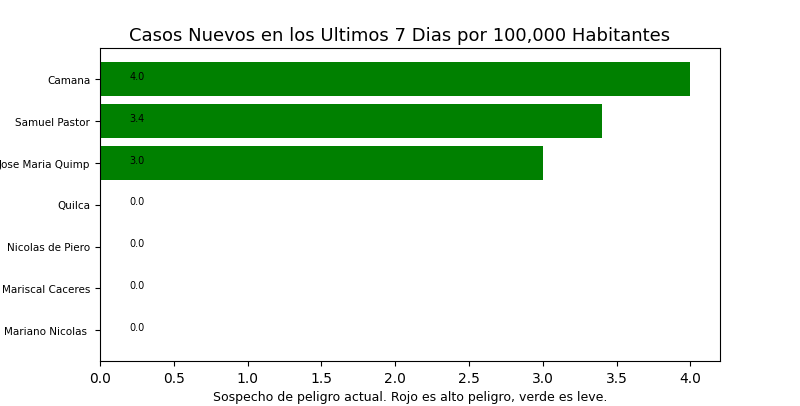 Casos Nuevos en los Ultimos 7 Dias por 100,000 Habitantes
Camana 4.0
Samuel Pastor 3.4
Jose Maria Quimp 3.0
Quilca 0.0
Nicolas de Piero 0.0
Mariscal Caceres 0.0
Mariano Nicolas 0.0
0.0 0.5 1.0 1.5 2.0 2.5 3.0 3.5 4.0
Sospecho de peligro actual. Rojo es alto peligro, verde es leve.